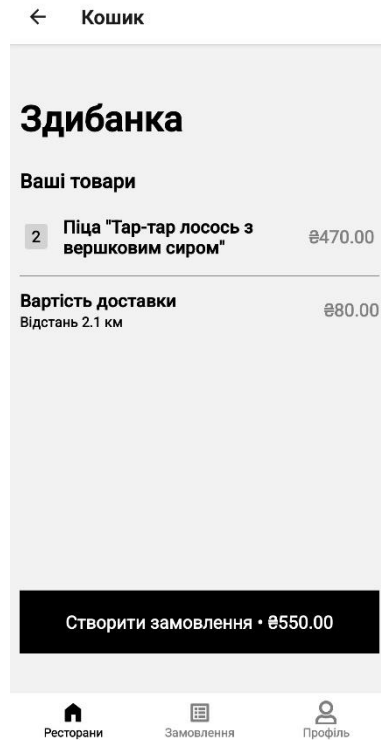 Кошик
Здибанка
Ваші товари
2 Піца "Тар-тар лосось з вершковим сиром" ₴470.00
Вартість доставки ₴80.00
Відстань 2.1 км
Створити замовлення • ₴550.00
Ресторани Замовлення Профіль